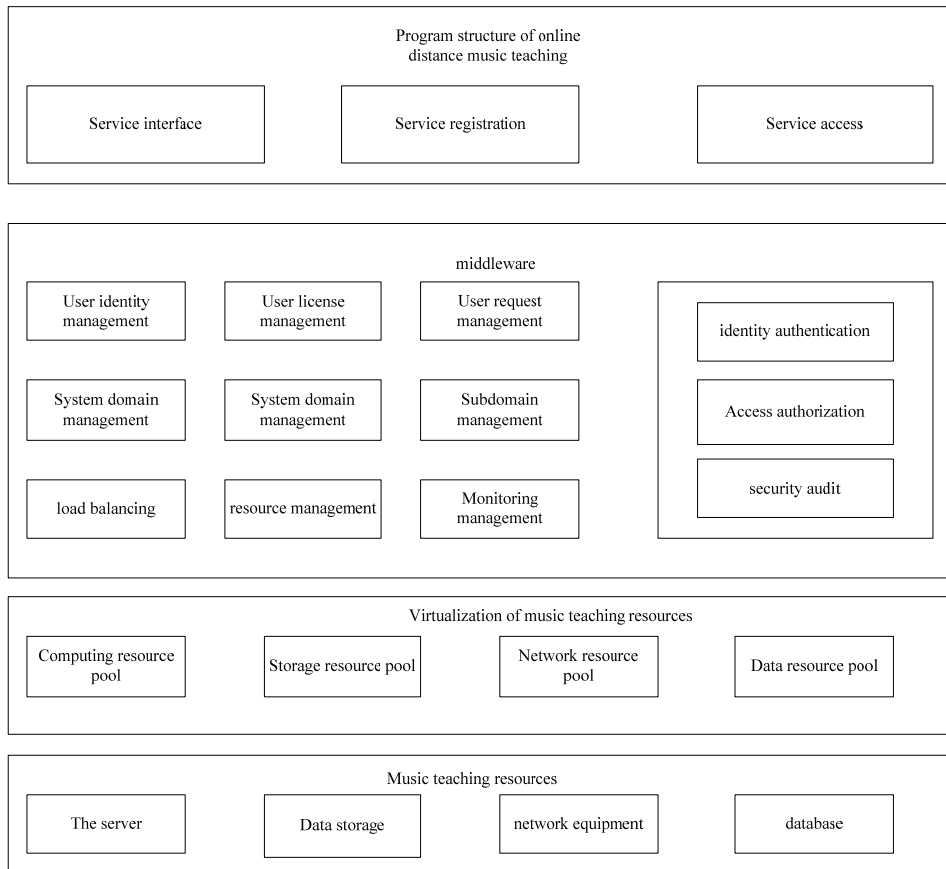 Program structure of online
distance music teaching
Service interface
Service registration
Service access
middleware
User identity
management
User license
management
User request
management
identity authentication
System domain
management
System domain
management
Subdomain
management
Access authorization
load balancing
resource management
Monitoring
management
security audit
Virtualization of music teaching resources
Computing resource
pool
Storage resource pool
Network resource
pool
Data resource pool
Music teaching resources
The server
Data storage
network equipment
database